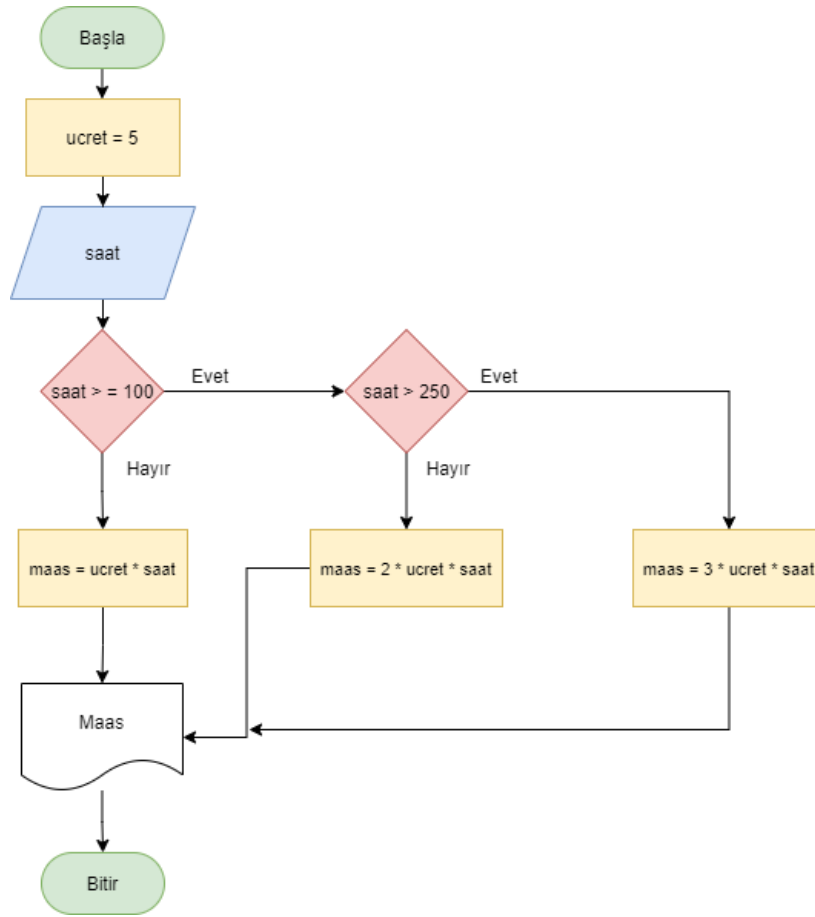 Başla
ucret = 5
saat
saat > = 100
Evet
saat > 250
Evet
Hayır
Hayır
maas = ucret * saat
maas = 2 * ucret * saat
maas = 3 * ucret * saat
Maas
Bitir